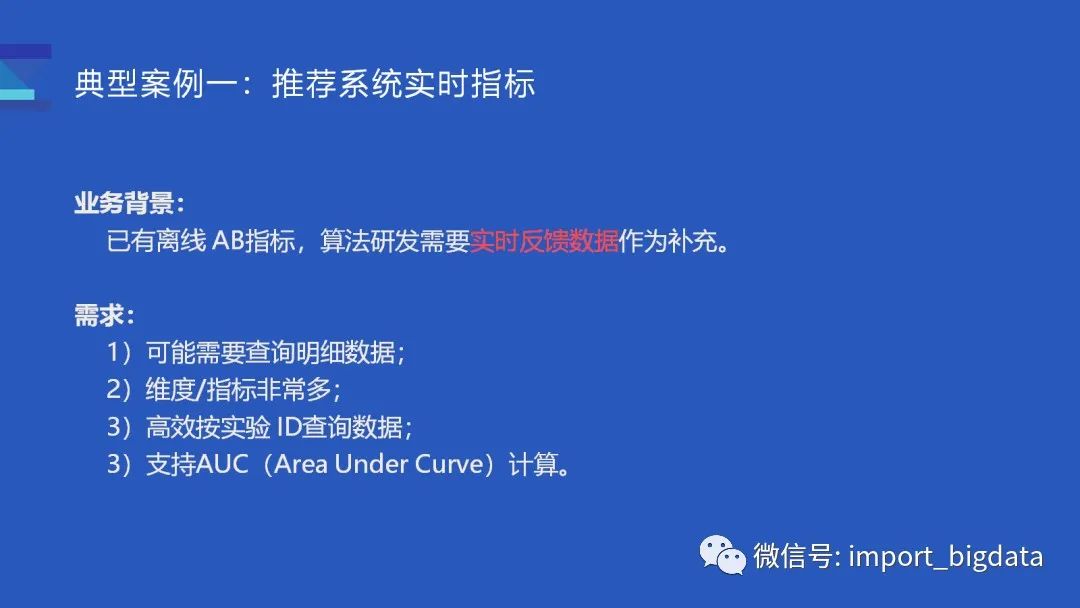 典型案例一：推荐系统实时指标
业务背景：
已有离线 AB指标，算法研发需要实时反馈数据作为补充。
需求：
1）可能需要查询明细数据；
2）维度/指标非常多；
3）高效按实验 ID查询数据；
3）支持AUC（Area Under Curve）计算。
微信号: import_bigdata